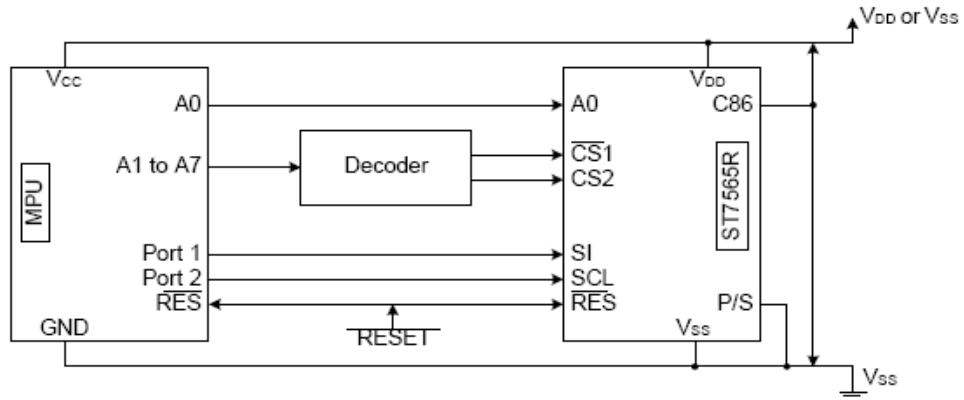 VDD or VSS
VCC
VDD
A0
A0
C86
A1 to A7
Decoder
CS1
CS2
MPU
ST7565R
Port 1
SI
Port 2
SCL
RES
RES
P/S
GND
RESET
VSS
VSS